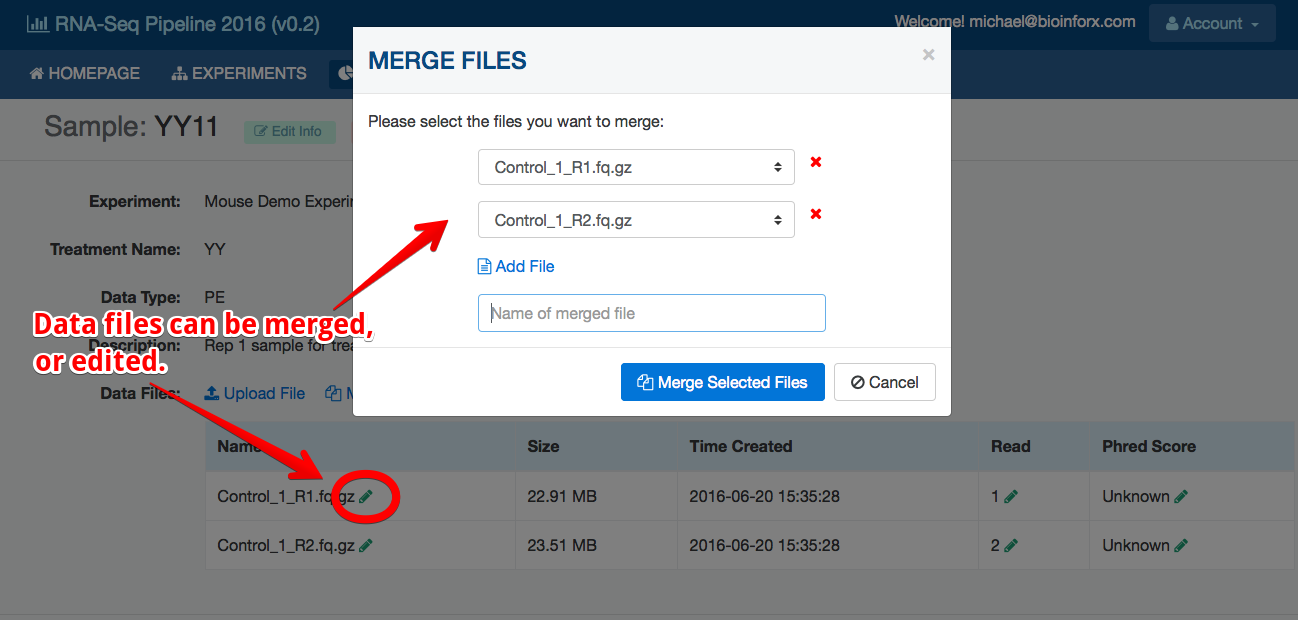 RNA-Seq Pipeline 2016 (v0.2)
Welcome! michael@bioinforx.com
Account
HOMEPAGE
EXPERIMENTS
MERGE FILES
×
Sample: YY11
Edit Info
Please select the files you want to merge:
Control_1_R1.fq.gz
Control_1_R2.fq.gz
Add File
Name of merged file
Merge Selected Files
Cancel
Experiment: Mouse Demo
Treatment Name: YY
Data Type: PE
Data files can be merged,
or edited.
Description: Rep 1 sample for
Data Files: Upload File
Name Size Time Created Read Phred Score
Control_1_R1.fq.gz 22.91 MB 2016-06-20 15:35:28 1 Unknown
Control_1_R2.fq.gz 23.51 MB 2016-06-20 15:35:28 2 Unknown